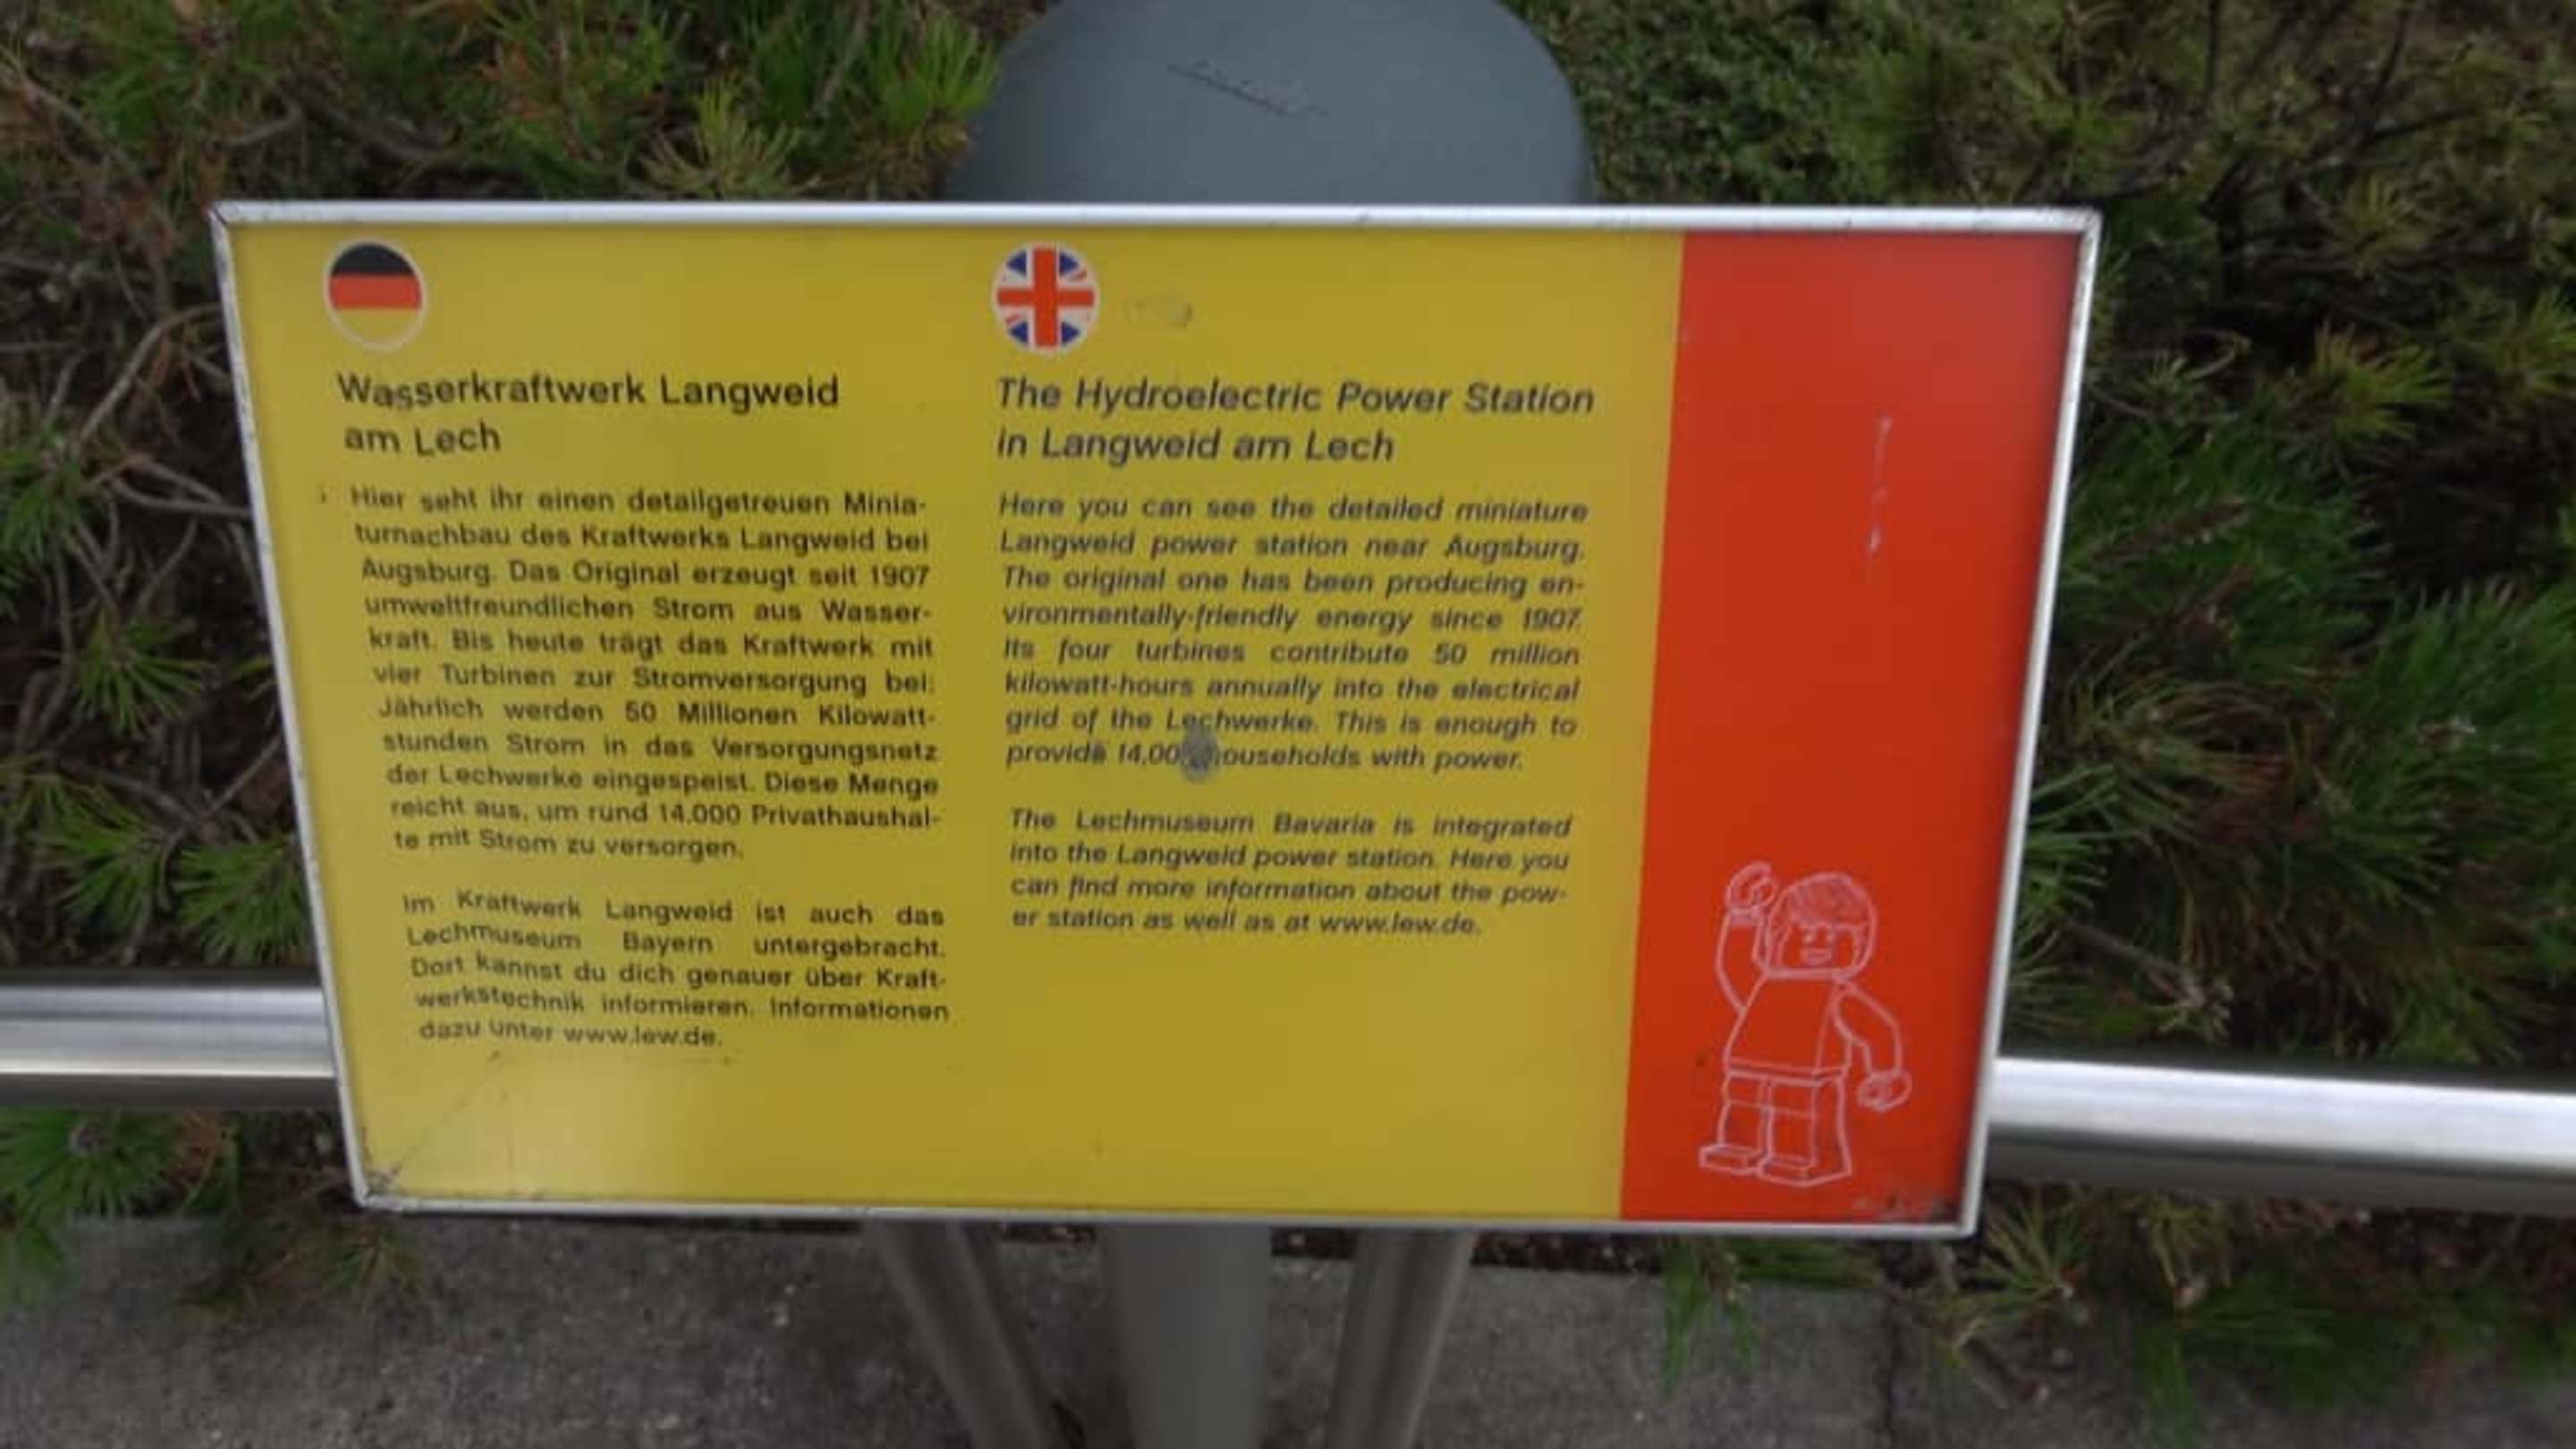 Wasserkraftwerk Langweid
am Lech
Hier seht ihr einen detailgetreuen Minia-
turnachbau des Kraftwerks Langweid bei
Augsburg. Das Original erzeugt seit 1907
umweltfreundlichen Strom aus Wasser-
kraft. Bis heute trägt das Kraftwerk mit
vier Turbinen zur Stromversorgung bei:
Jährlich werden 50 Millionen Kilowatt-
stunden Strom in das Versorgungsnetz
der Lechwerke eingespeist. Diese Menge
reicht aus, um rund 14.000 Privathaushal-
te mit Strom zu versorgen.
Im Kraftwerk Langweid ist auch das
Lechmuseum Bayern untergebracht.
Dort kannst du dich genauer über Kraft-
werkstechnik informieren. Informationen
dazu unter www.lew.de.
The Hydroelectric Power Station
in Langweid am Lech
Here you can see the detailed miniature
Langweid power station near Augsburg.
The original one has been producing en-
vironmentally-friendly energy since 1907.
Its four turbines contribute 50 million
kilowatt-hours annually into the electrical
grid of the Lechwerke. This is enough to
provide 14,000 households with power.
The Lechmuseum Bavaria is integrated
into the Langweid power station. Here you
can find more information about the pow-
er station as well as at www.lew.de.